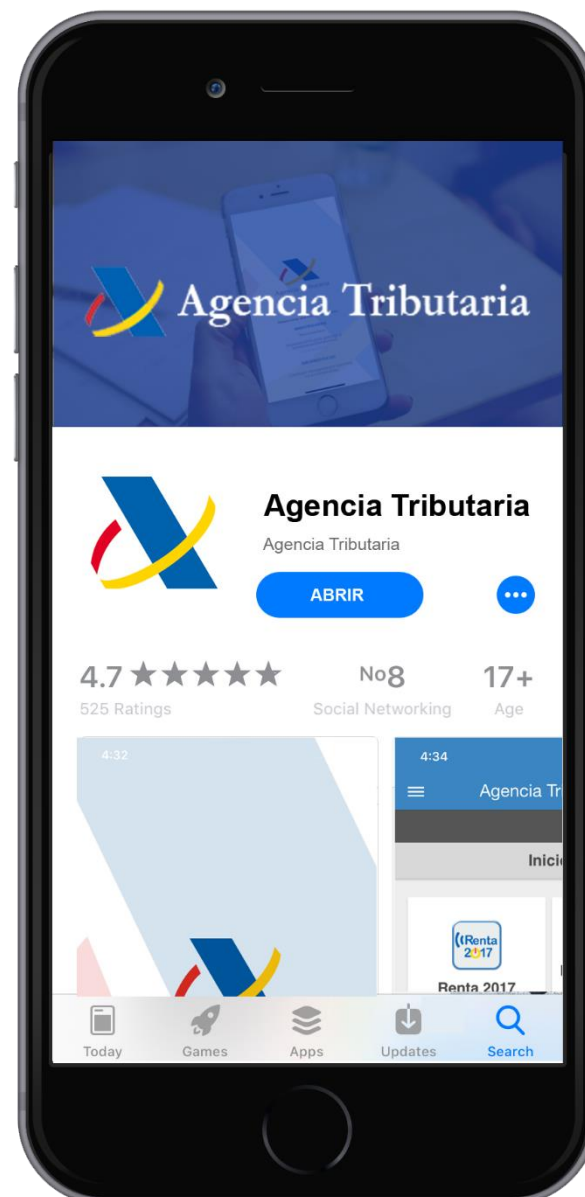 Agencia Tributaria
Agencia Tributaria
Agencia Tributaria
ABRIR
4.7 No8 17+
525 Ratings Social Networking Age
4:32
4:34
Agencia Tr
Inici
Renta
2017
Renta 2017
Today Games Apps Updates Search